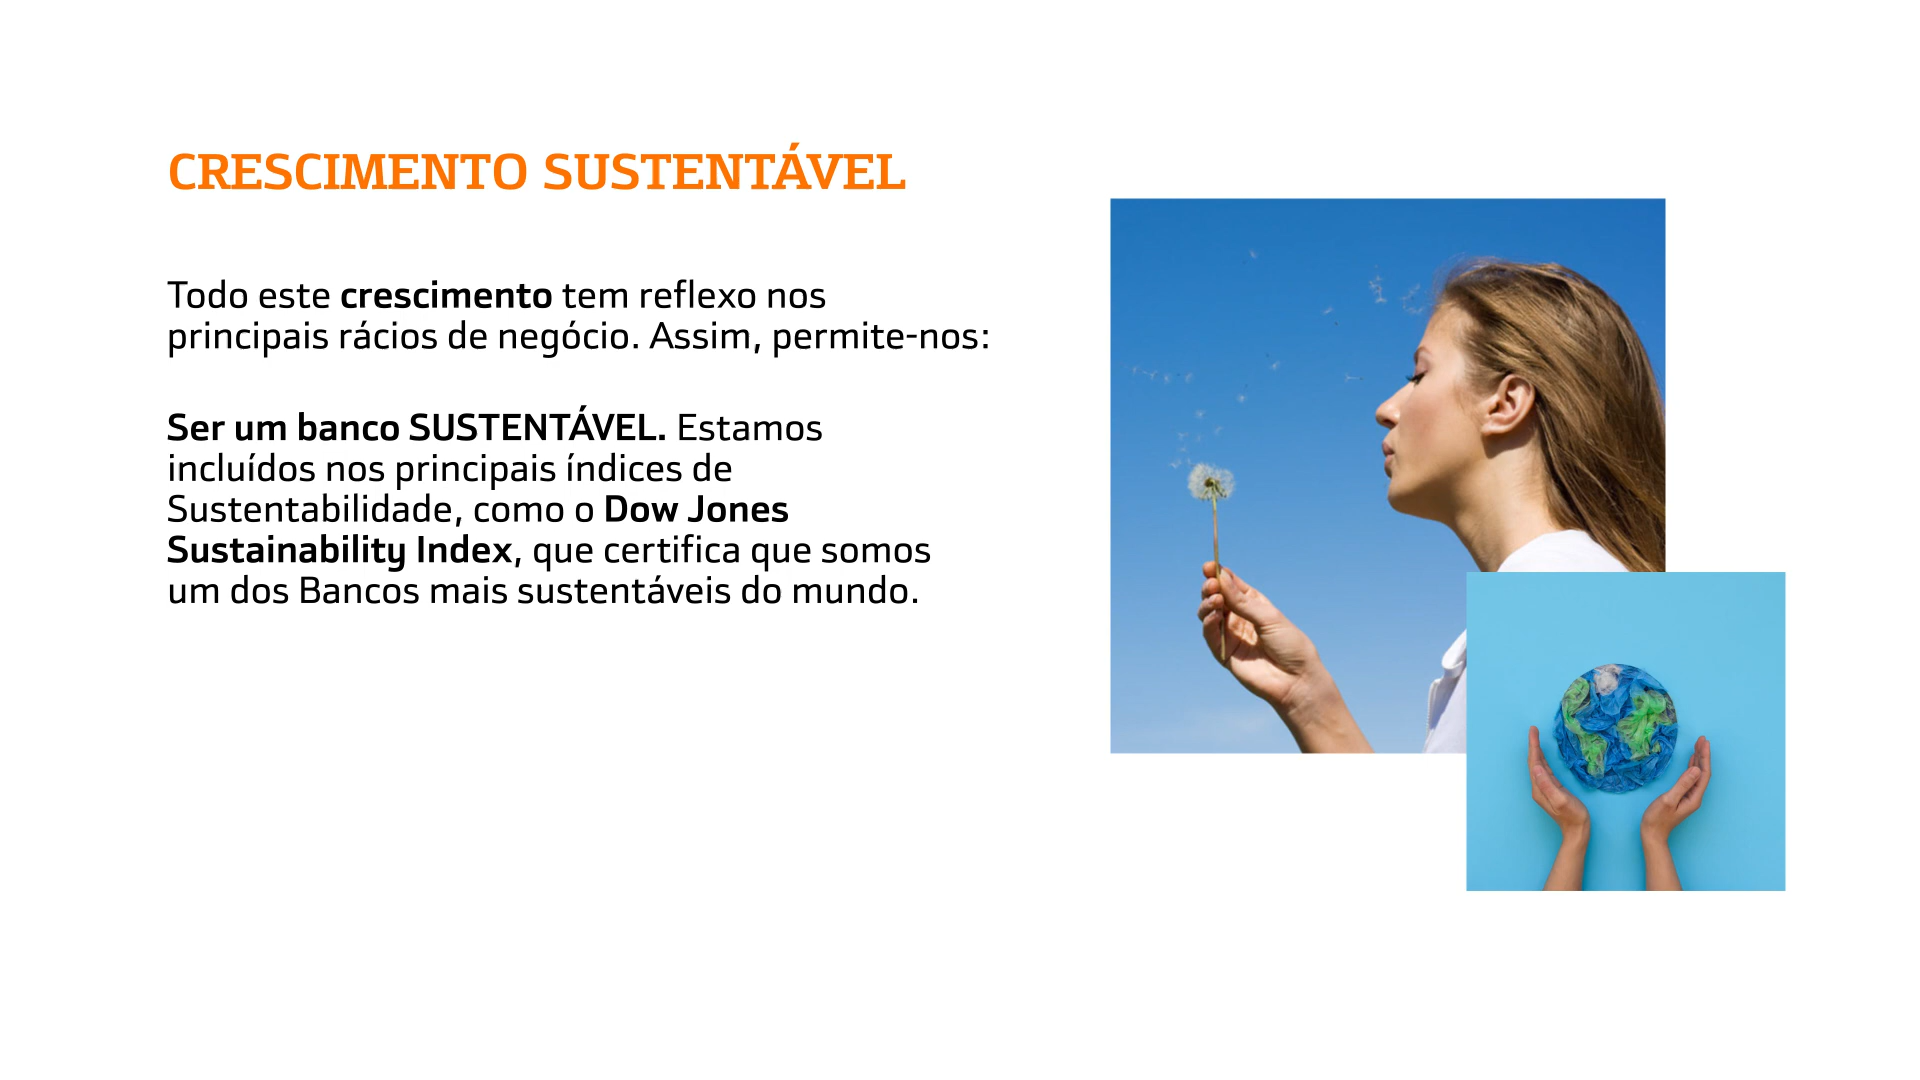 CRESCIMENTO SUSTENTÁVEL
Todo este crescimento tem reflexo nos
principais rácios de negócio. Assim, permite-nos:
Ser um banco SUSTENTÁVEL. Estamos
incluídos nos principais índices de
Sustentabilidade, como o Dow Jones
Sustainability Index, que certifica que somos
um dos Bancos mais sustentáveis do mundo.